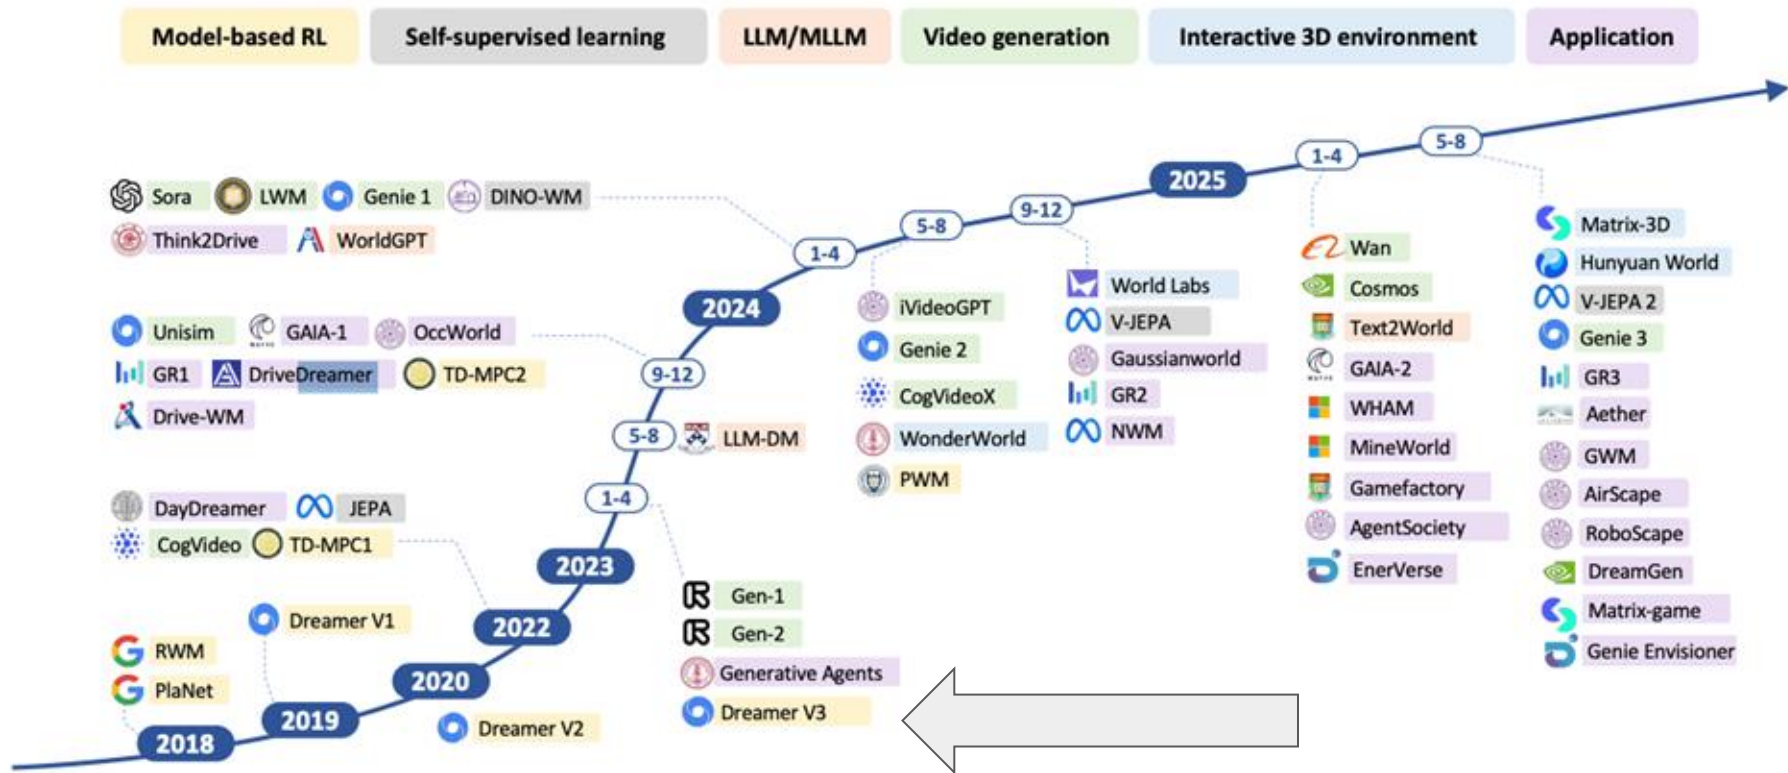 Model-based RL
Self-supervised learning
LLM/MLLM
Video generation
Interactive 3D environment
Application
Sora LWM Genie 1 DINO-WM
Think2Drive WorldGPT
Unisim GAIA-1 OccWorld
GR1 DriveDreamer TD-MPC2
Drive-WM
DayDreamer JEPA
CogVideo TD-MPC1
Dreamer V1
RWM
PlaNet
2018
2019
2020
Dreamer V2
2022
2023
1-4
Gen-1
Gen-2
Generative Agents
Dreamer V3
5-8
LLM-DM
9-12
2024
1-4
5-8
iVideoGPT
Genie 2
CogVideoX
WonderWorld
PWM
9-12
World Labs
V-JEPA
Gaussianworld
GR2
NWM
2025
1-4
Wan
Cosmos
Text2World
GAIA-2
WHAM
MineWorld
Gamefactory
AgentSociety
EnerVerse
5-8
Matrix-3D
Hunyuan World
V-JEPA 2
Genie 3
GR3
Aether
GWM
AirScape
RoboScape
DreamGen
Matrix-game
Genie Envisioner